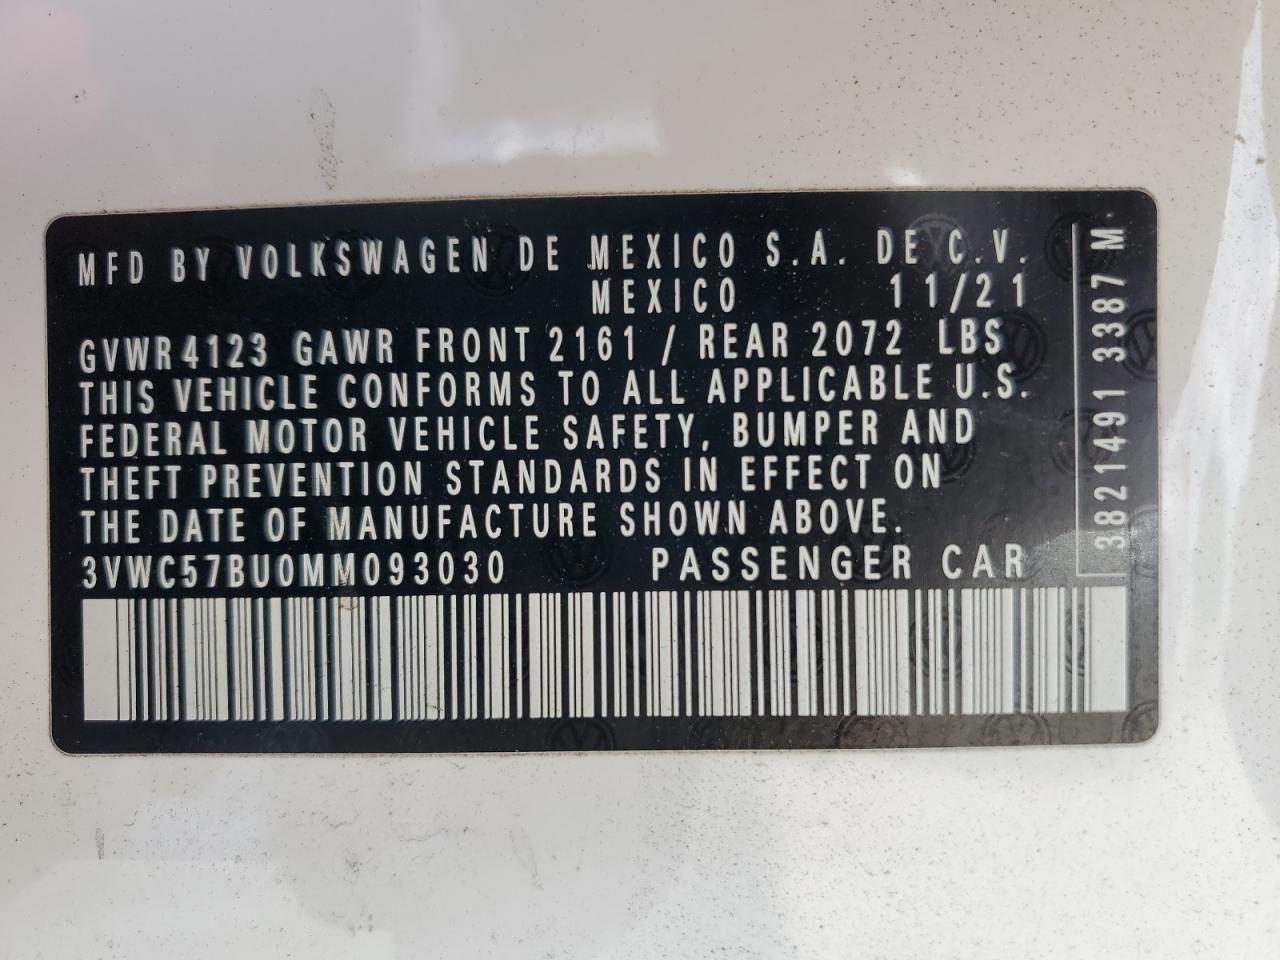 MFD BY VOLKSWAGEN DE MEXICO S.A. DE C.V.
MEXICO 11/21
GVWR 4123 GAWR FRONT 2161 / REAR 2072 LBS
THIS VEHICLE CONFORMS TO ALL APPLICABLE U.S.
FEDERAL MOTOR VEHICLE SAFETY, BUMPER AND
THEFT PREVENTION STANDARDS IN EFFECT ON
THE DATE OF MANUFACTURE SHOWN ABOVE.
3VWC57BU0MM093030 PASSENGER CAR
3821491 3387 M.